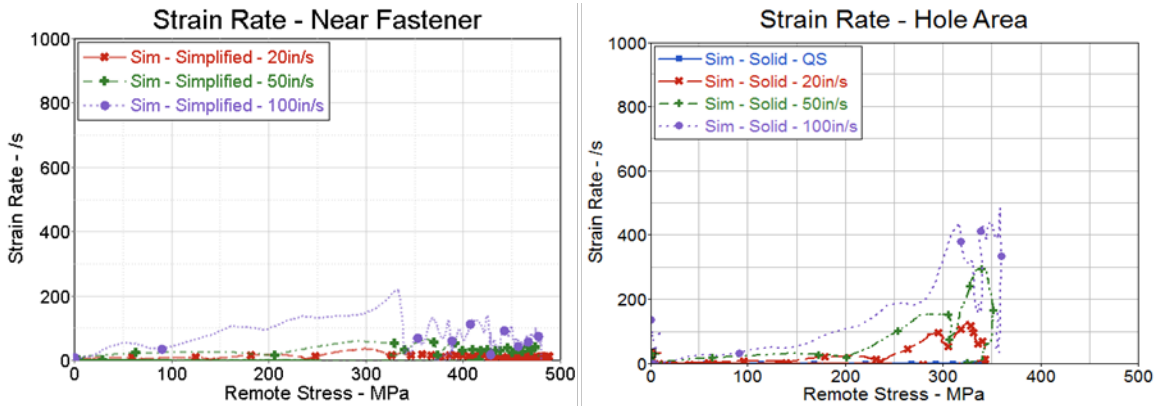 Strain Rate - Near Fastener
Strain Rate - /s
1000
800
600
400
200
0
Sim - Simplified - 20in/s
Sim - Simplified - 50in/s
Sim - Simplified - 100in/s
0 100 200 300 400 500
Remote Stress - MPa
Strain Rate - Hole Area
Strain Rate - /s
1000
800
600
400
200
0
Sim - Solid - QS
Sim - Solid - 20in/s
Sim - Solid - 50in/s
Sim - Solid - 100in/s
0 100 200 300 400 500
Remote Stress - MPa